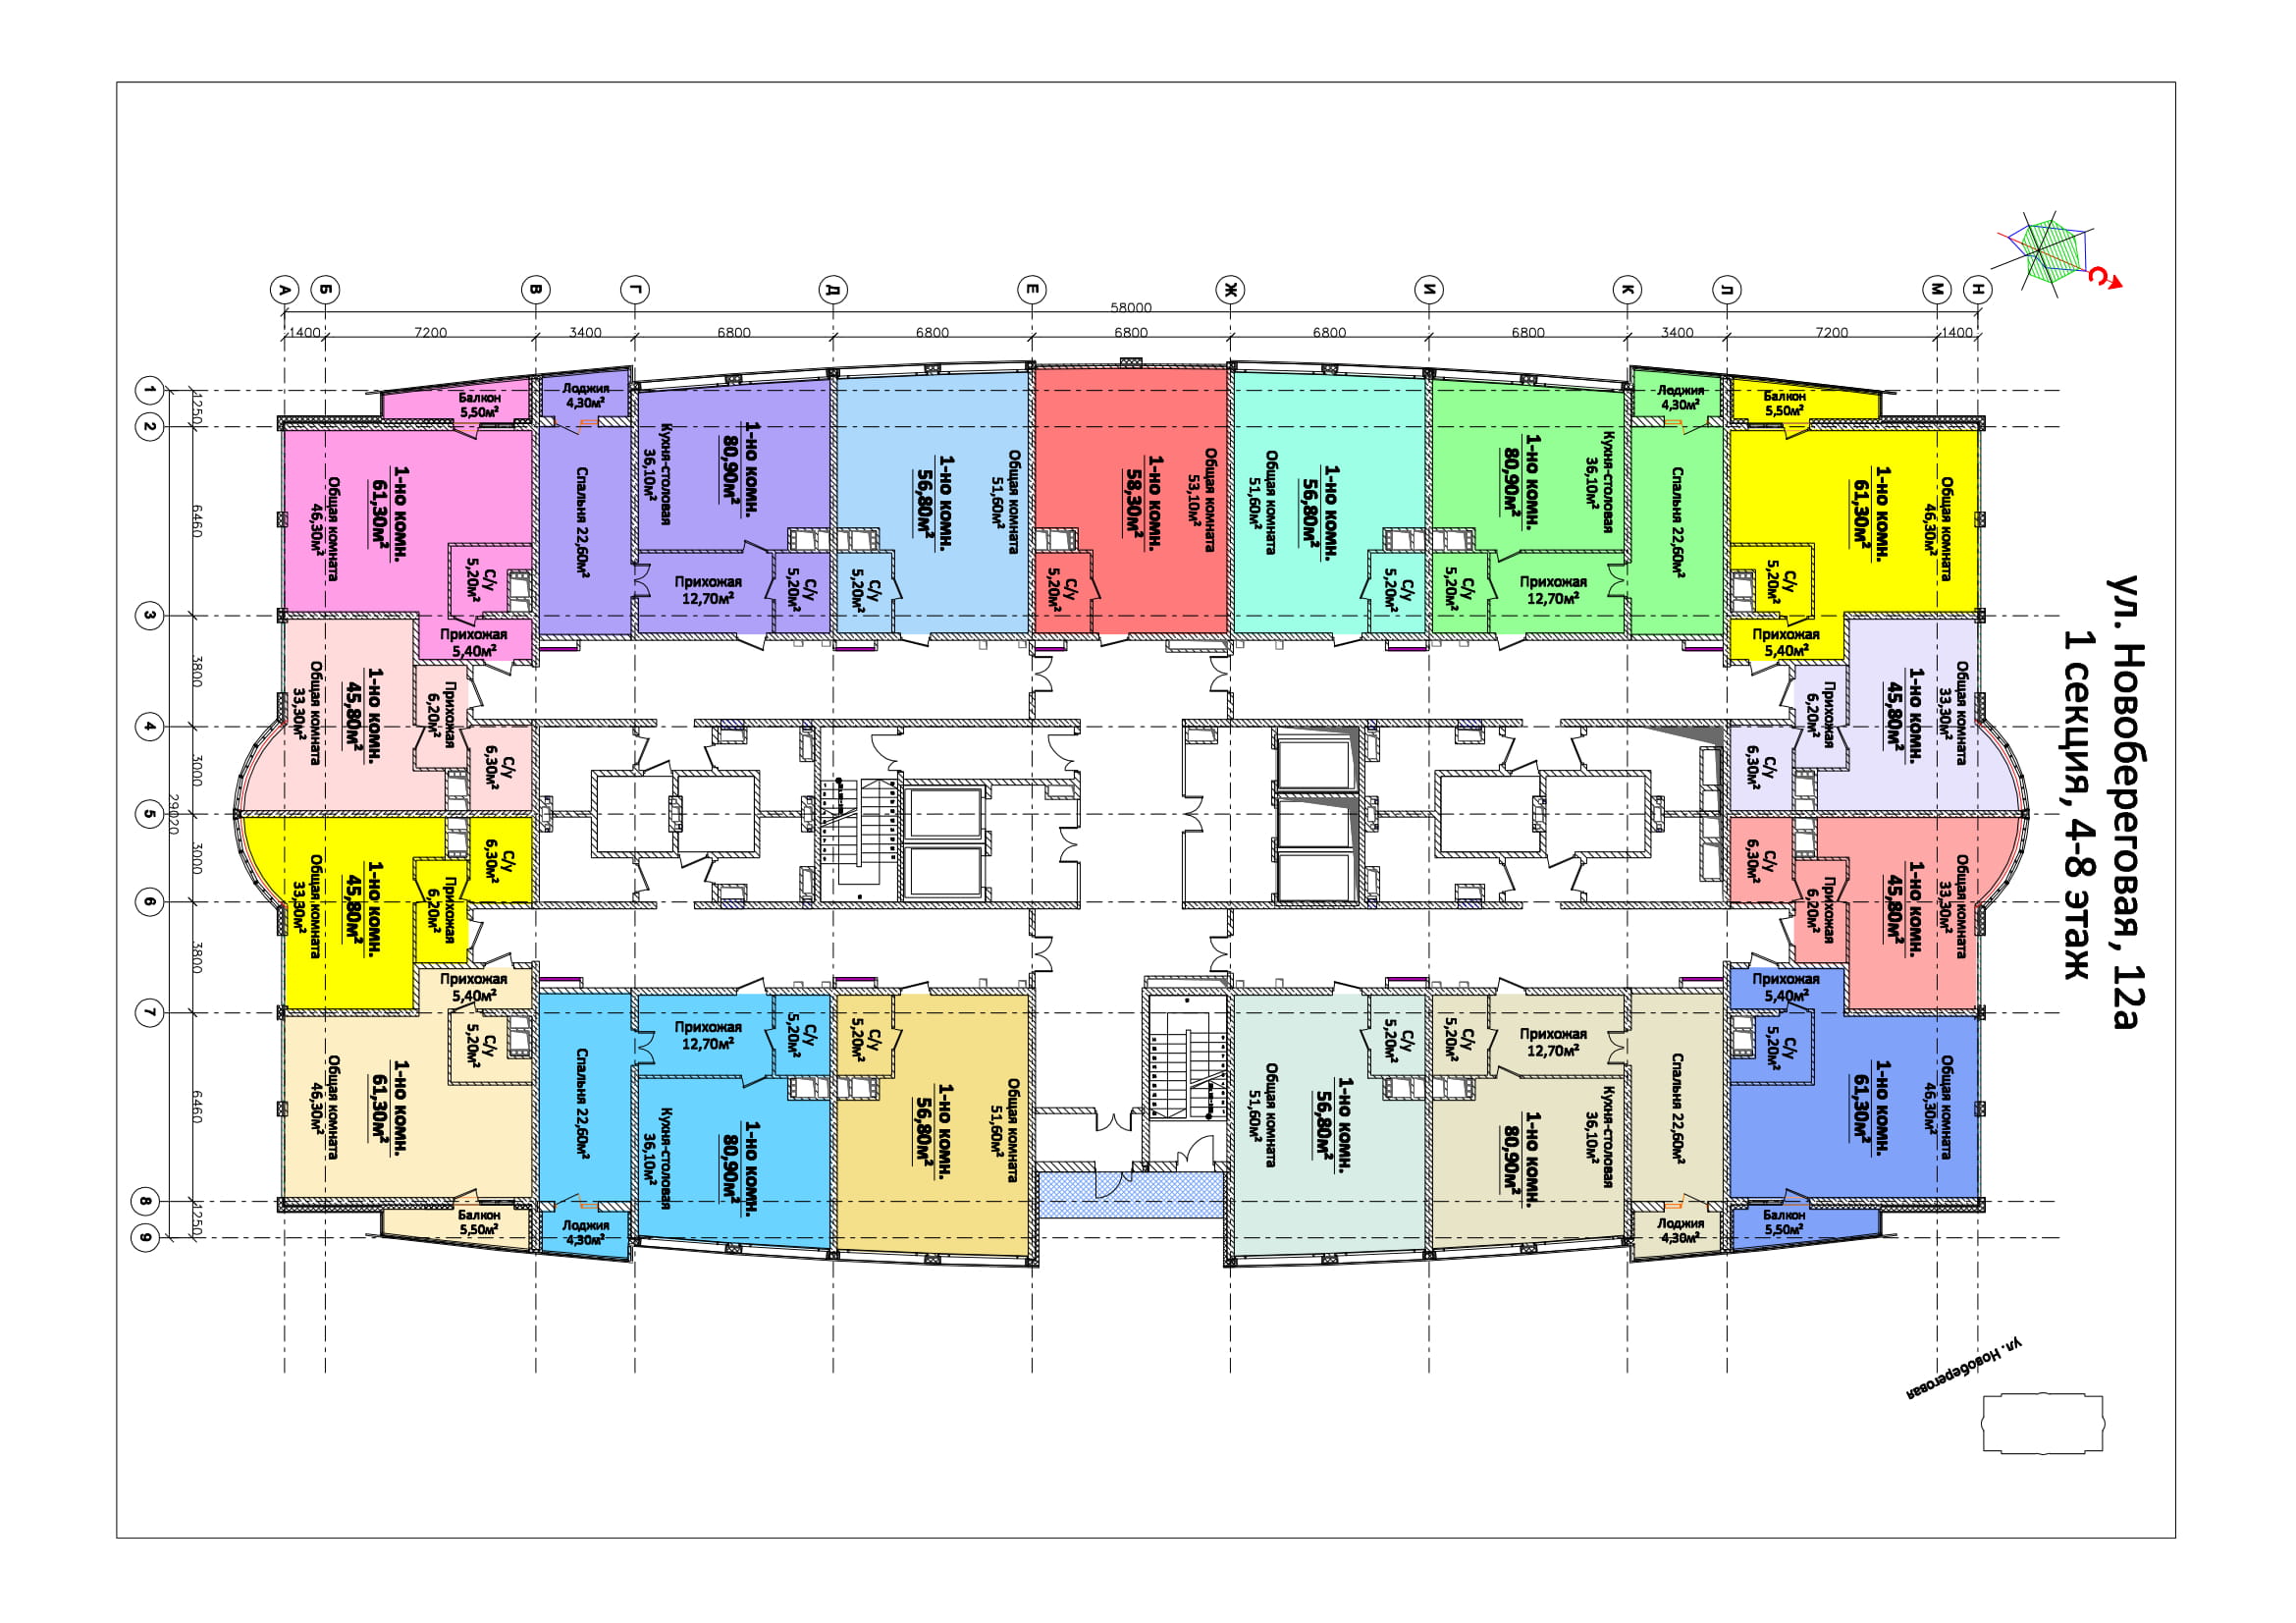 ул. Новобереговая, 12а
1 секция, 4-8 этаж
С
А
Б
В
Г
Д
Е
Ж
И
К
Л
М
Н
58000
1400
7200
3400
6800
6800
6800
6800
6800
3400
7200
1400
1
2
3
4
5
6
7
8
9
1250
6460
3800
3000
3000
3800
6460
1250
29020
Балкон
5,50м²
1-но комн.
61,30м²
Общая комната
46,30м²
С/у
5,20м²
Прихожая
5,40м²
Лоджия
4,30м²
Спальня 22,60м²
1-но комн.
80,90м²
Кухня-столовая
36,10м²
Прихожая
12,70м²
С/у
5,20м²
Общая комната
51,60м²
1-но комн.
56,80м²
С/у
5,20м²
Общая комната
53,10м²
1-но комн.
58,30м²
С/у
5,20м²
1-но комн.
56,80м²
Общая комната
51,60м²
С/у
5,20м²
Кухня-столовая
36,10м²
1-но комн.
80,90м²
С/у
5,20м²
Прихожая
12,70м²
Лоджия
4,30м²
Спальня 22,60м²
Балкон
5,50м²
Общая комната
46,30м²
1-но комн.
61,30м²
С/у
5,20м²
Прихожая
5,40м²
1-но комн.
45,80м²
Общая комната
33,30м²
Прихожая
6,20м²
С/у
6,30м²
Общая комната
33,30м²
1-но комн.
45,80м²
Прихожая
6,20м²
С/у
6,30м²
1-но комн.
45,80м²
Общая комната
33,30м²
С/у
6,30м²
Прихожая
6,20м²
Общая комната
33,30м²
1-но комн.
45,80м²
С/у
6,30м²
Прихожая
6,20м²
Прихожая
5,40м²
С/у
5,20м²
1-но комн.
61,30м²
Общая комната
46,30м²
Балкон
5,50м²
Спальня 22,60м²
Лоджия
4,30м²
Прихожая
12,70м²
С/у
5,20м²
1-но комн.
80,90м²
Кухня-столовая
36,10м²
С/у
5,20м²
Общая комната
51,60м²
1-но комн.
56,80м²
1-но комн.
56,80м²
Общая комната
51,60м²
С/у
5,20м²
С/у
5,20м²
Прихожая
12,70м²
Кухня-столовая
36,10м²
1-но комн.
80,90м²
Спальня 22,60м²
Лоджия
4,30м²
Прихожая
5,40м²
С/у
5,20м²
Общая комната
46,30м²
1-но комн.
61,30м²
Балкон
5,50м²
ул. Новобереговая